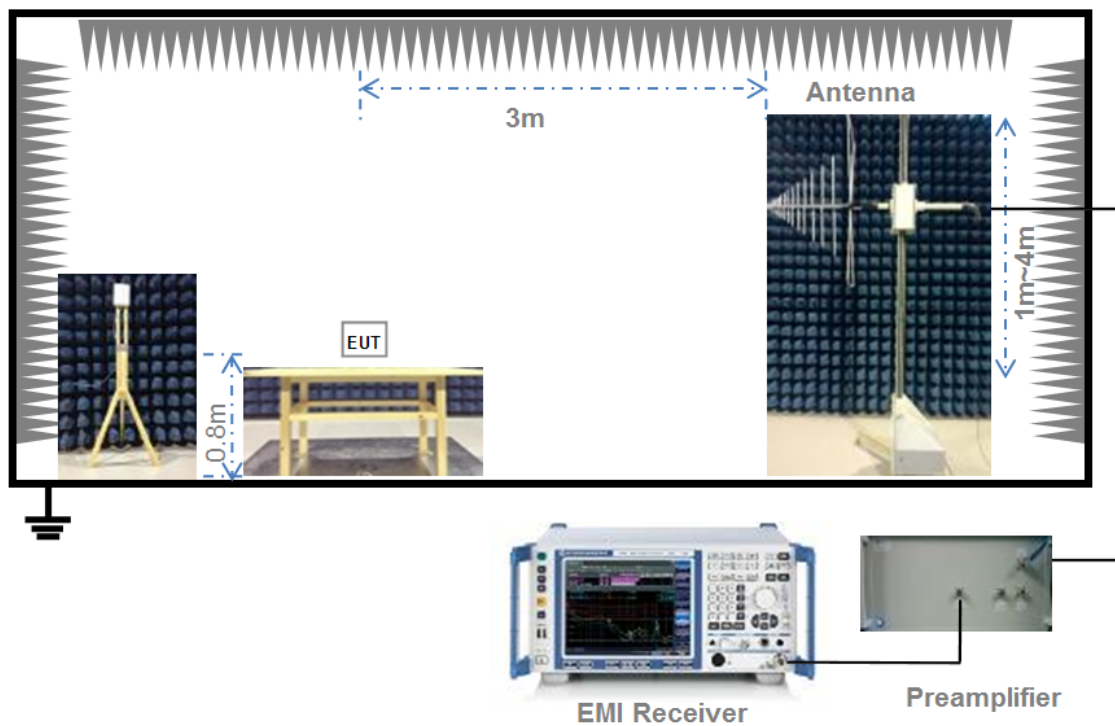 Antenna
3m
1m~4m
EUT
0.8m
EMI Receiver
Preamplifier